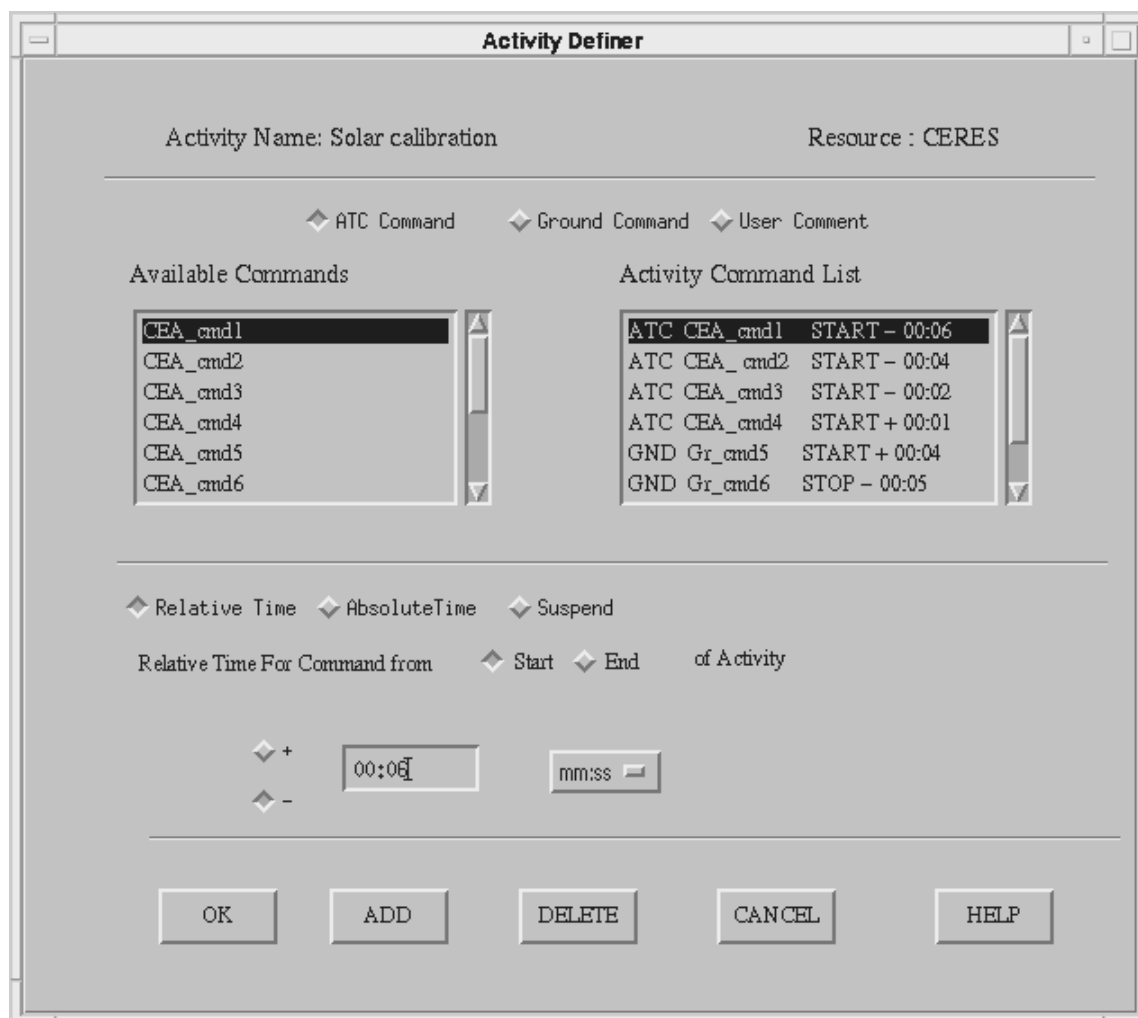 Activity Definer
Activity Name: Solar calibration Resource : CERES
ATC Command Ground Command User Comment
Available Commands
CEA_cmd1
CEA_cmd2
CEA_cmd3
CEA_cmd4
CEA_cmd5
CEA_cmd6
Activity Command List
ATC CEA_cmd1 START – 00:06
ATC CEA_ cmd2 START – 00:04
ATC CEA_cmd3 START – 00:02
ATC CEA_cmd4 START + 00:01
GND Gr_cmd5 START + 00:04
GND Gr_cmd6 STOP – 00:05
Relative Time AbsoluteTime Suspend
Relative Time For Command from Start End of Activity
+
00:06 mm:ss
-
OK ADD DELETE CANCEL HELP